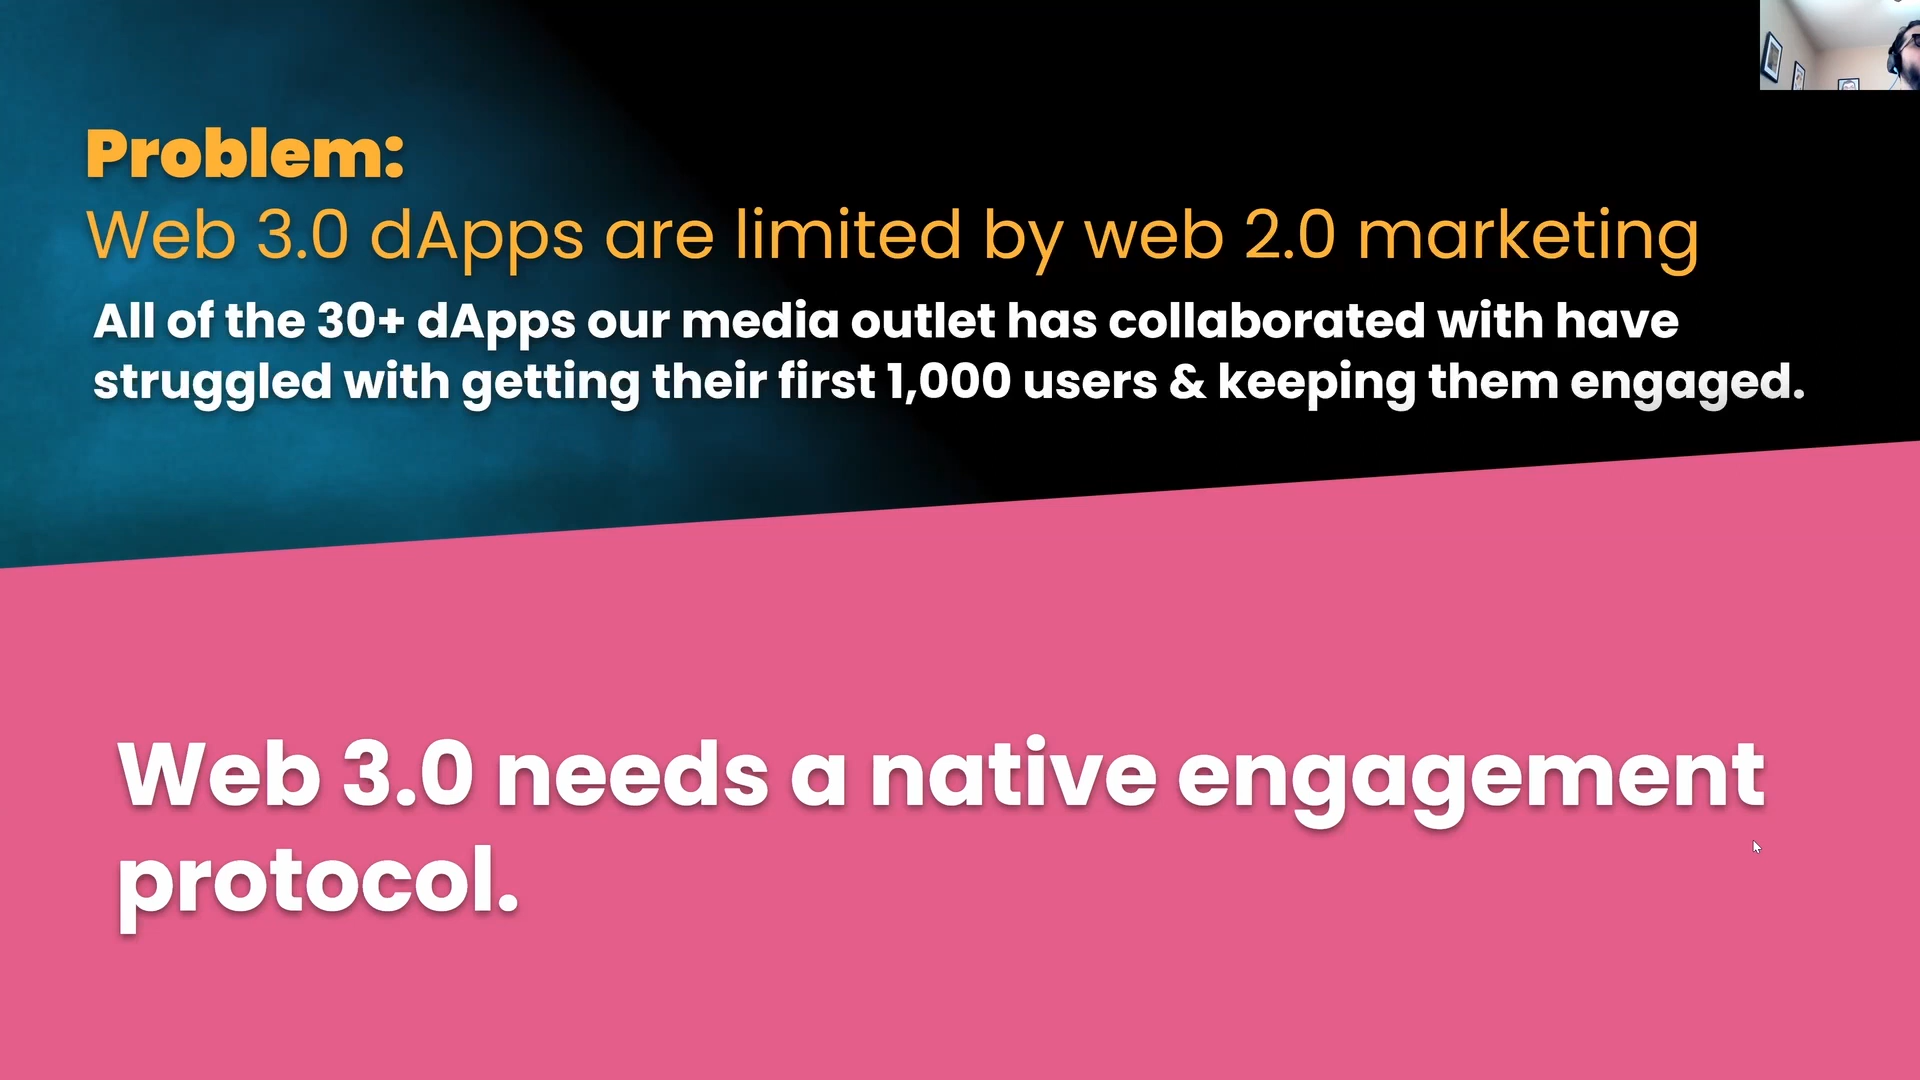 Problem:
Web 3.0 dApps are limited by web 2.0 marketing
All of the 30+ dApps our media outlet has collaborated with have
struggled with getting their first 1,000 users & keeping them engaged.
Web 3.0 needs a native engagement
protocol.